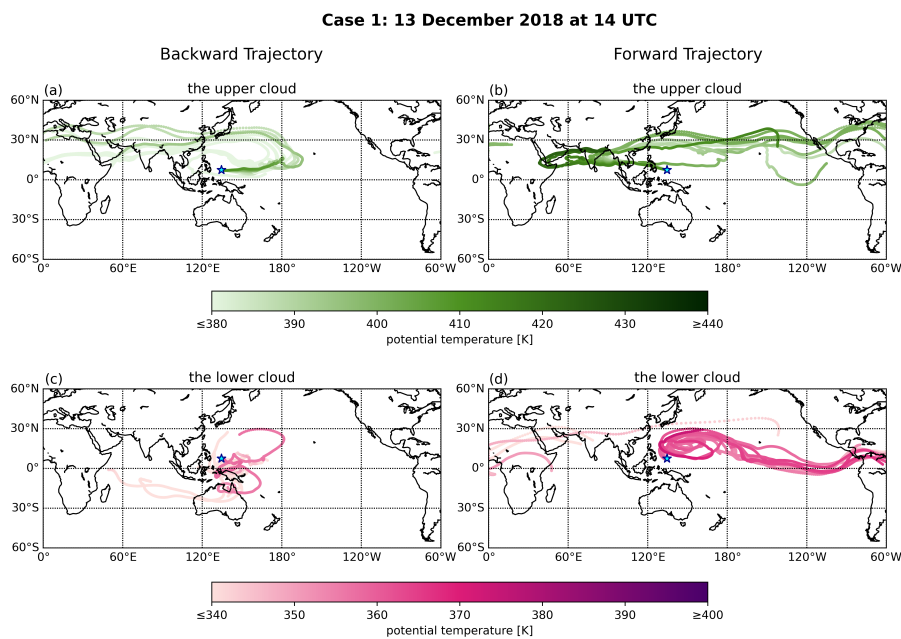 Case 1: 13 December 2018 at 14 UTC
Backward Trajectory
Forward Trajectory
(a)
the upper cloud
60°N
30°N
0°
30°S
60°S
0°
60°E
120°E
180°
120°W
60°W
(b)
the upper cloud
60°N
30°N
0°
30°S
60°S
0°
60°E
120°E
180°
120°W
60°W
≤380
390
400
410
420
430
≥440
potential temperature [K]
(c)
the lower cloud
60°N
30°N
0°
30°S
60°S
0°
60°E
120°E
180°
120°W
60°W
(d)
the lower cloud
60°N
30°N
0°
30°S
60°S
0°
60°E
120°E
180°
120°W
60°W
≤340
350
360
370
380
390
≥400
potential temperature [K]